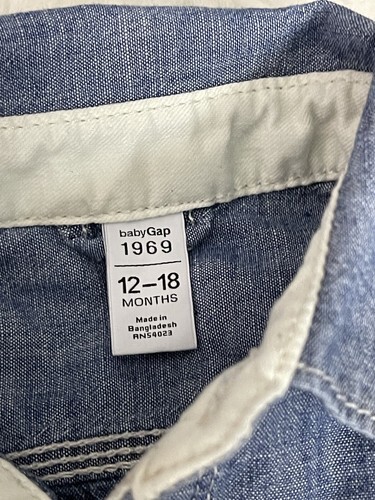 babyGap
1969
12–18
MONTHS
Made in
Bangladesh
RN54023